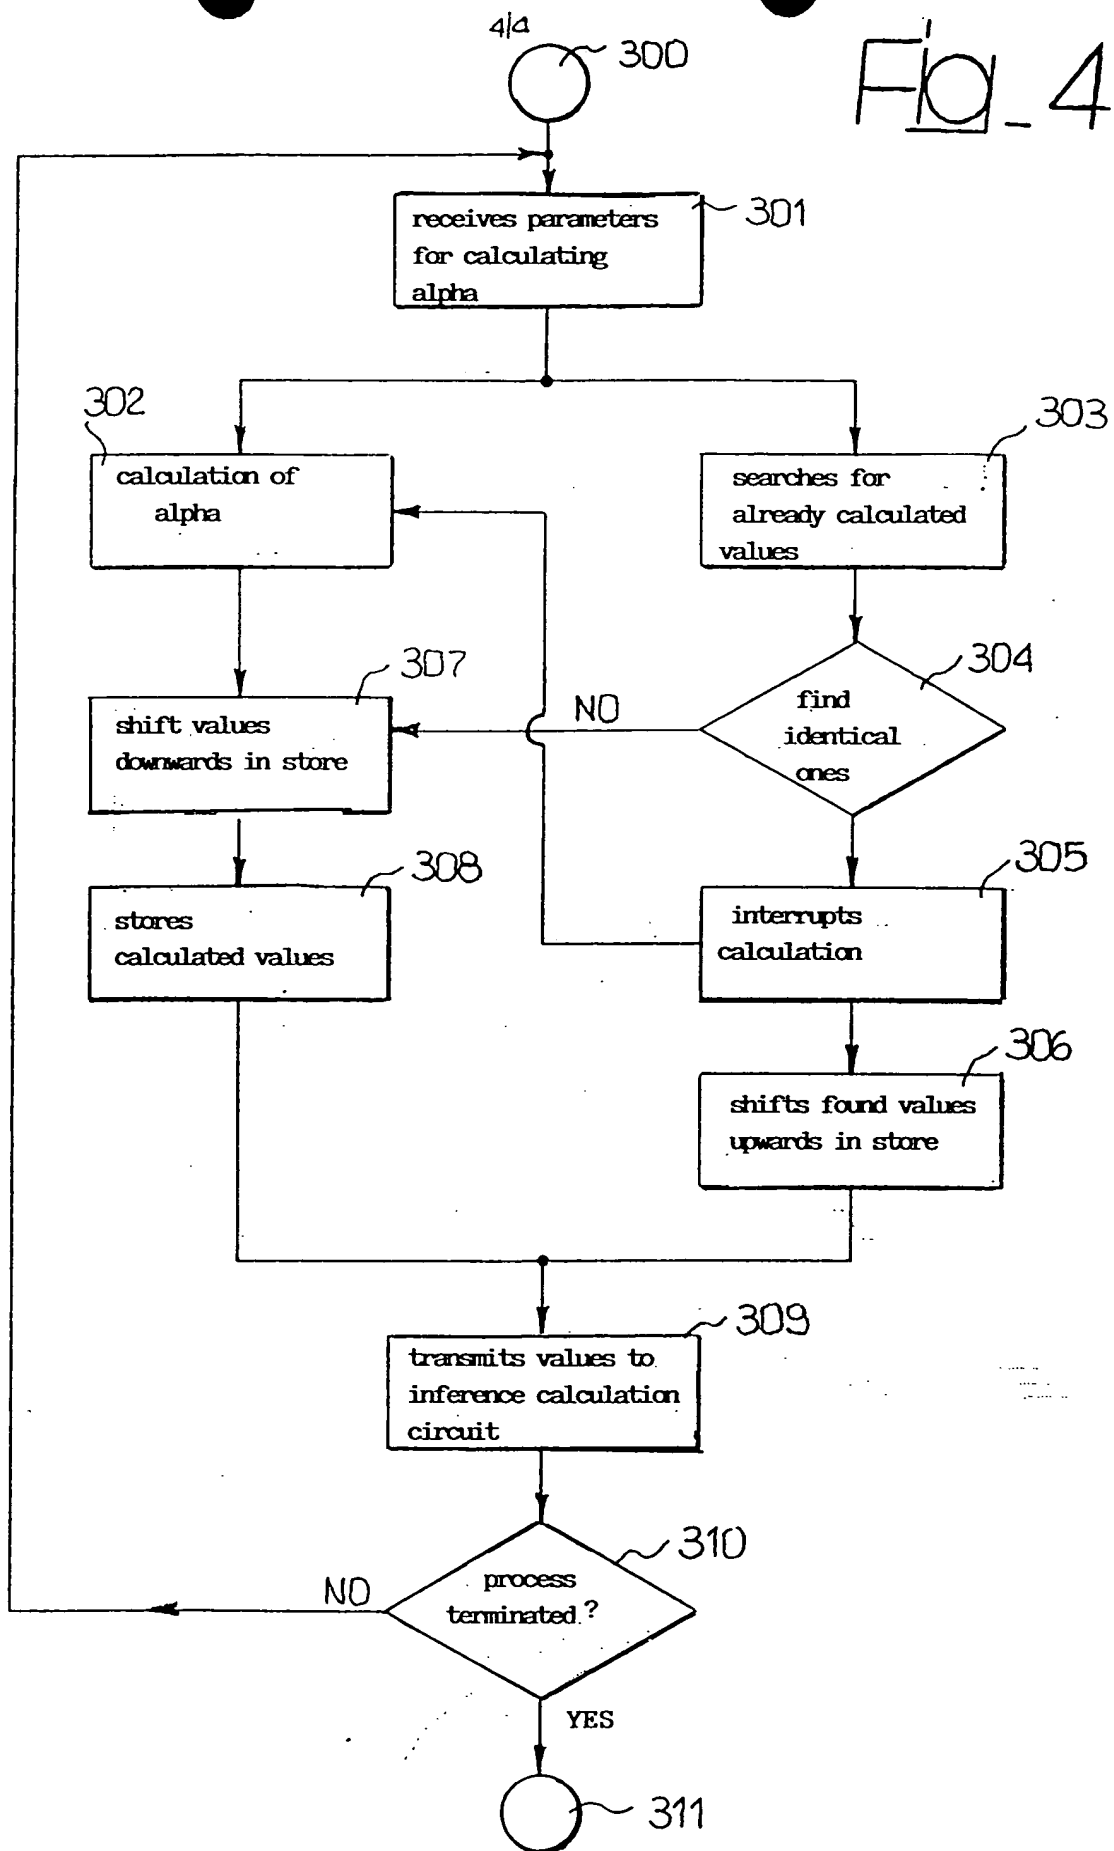 4/4
Fig_4
300
receives parameters
for calculating
alpha
301
302
calculation of
alpha
303
searches for
already calculated
values
304
find
identical
ones
NO
307
shift values
downwards in store
308
stores
calculated values
305
interrupts
calculation
306
shifts found values
upwards in store
309
transmits values to
inference calculation
circuit
310
process
terminated ?
NO
YES
311